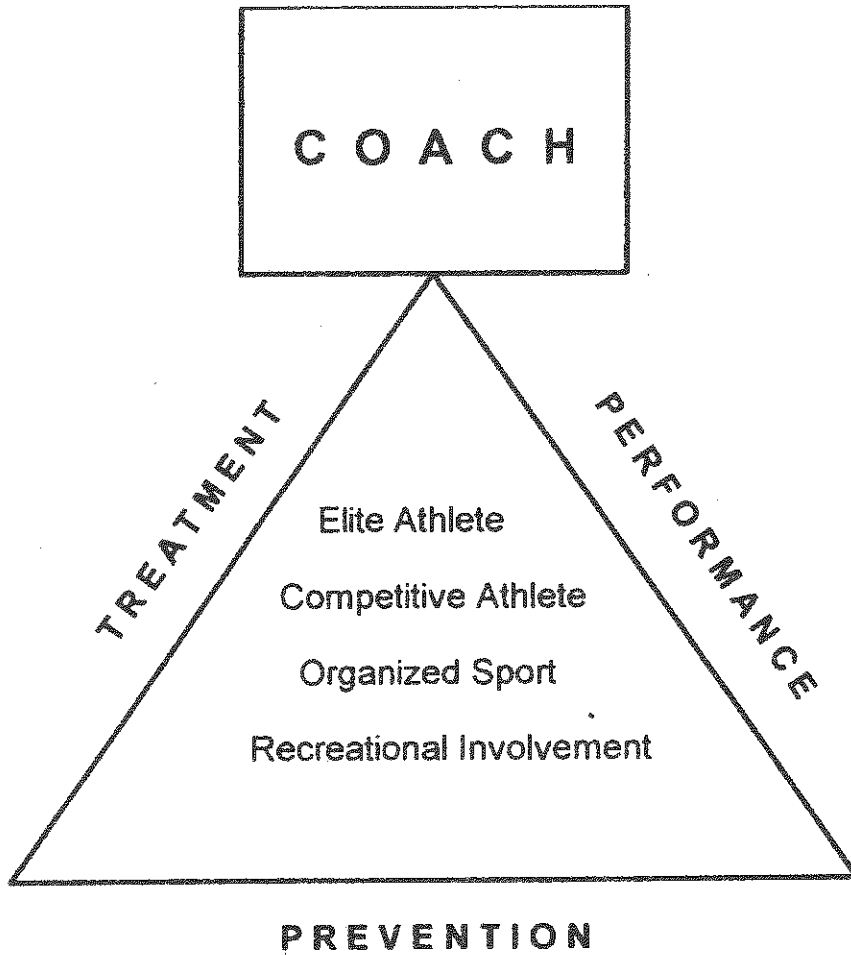 COACH
TREATMENT
PERFORMANCE
Elite Athlete
Competitive Athlete
Organized Sport
Recreational Involvement
PREVENTION